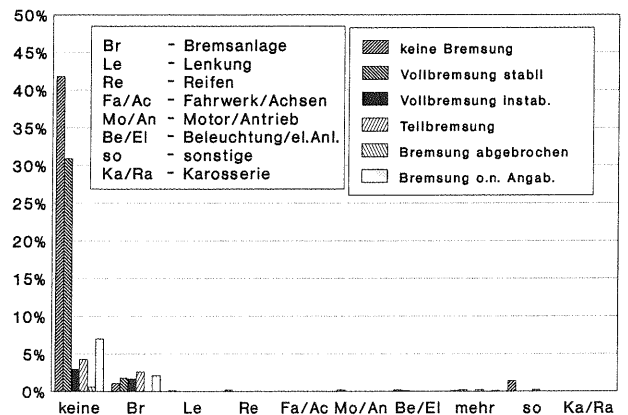 50%
45%
40%
35%
30%
25%
20%
15%
10%
5%
0%
Br - Bremsanlage
Le - Lenkung
Re - Reifen
Fa/Ac - Fahrwerk/Achsen
Mo/An - Motor/Antrieb
Be/El - Beleuchtung/el.Anl.
so - sonstige
Ka/Ra - Karosserie
keine Bremsung
Vollbremsung stabil
Vollbremsung instab.
Teilbremsung
Bremsung abgebrochen
Bremsung o.n. Angab.
keine Br Le Re Fa/Ac Mo/An Be/El mehr so Ka/Ra